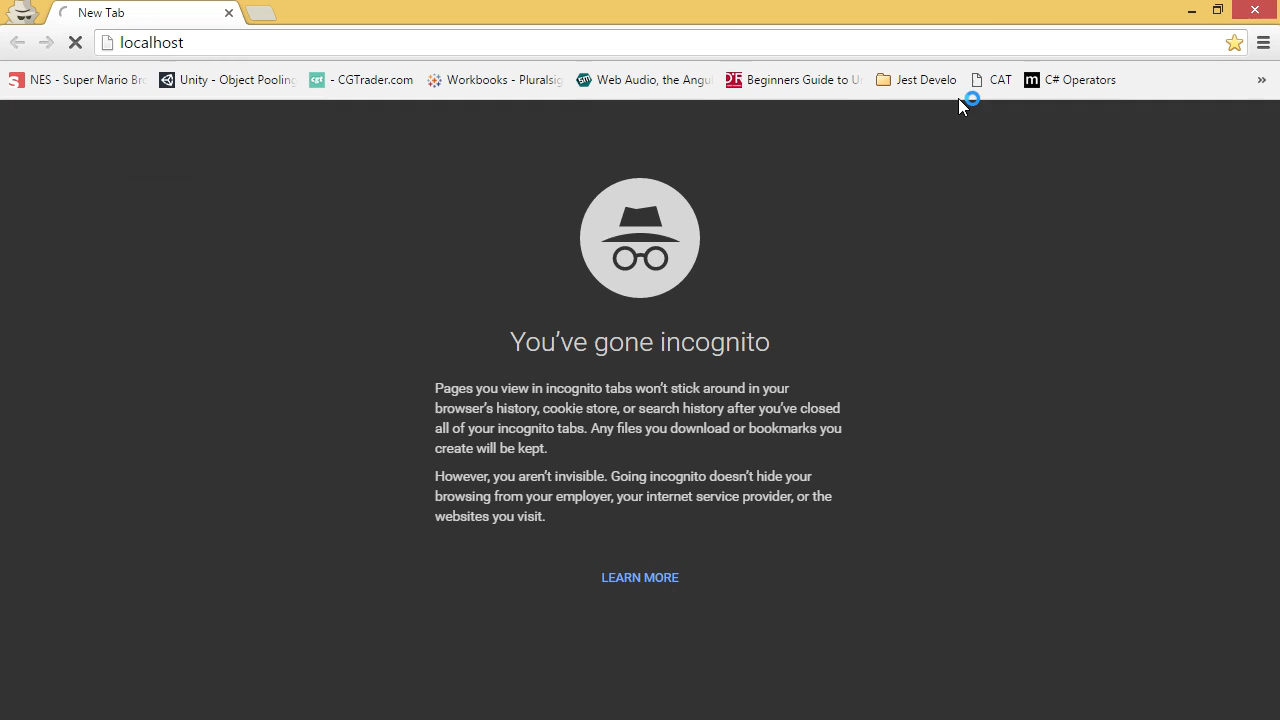 New Tab
localhost
NES - Super Mario Br
Unity - Object Pooling
- CGTrader.com
Workbooks - Pluralsig
Web Audio, the Angu
Beginners Guide to U
Jest Develo
CAT
C# Operators
You've gone incognito
Pages you view in incognito tabs won't stick around in your
browser's history, cookie store, or search history after you've closed
all of your incognito tabs. Any files you download or bookmarks you
create will be kept.
However, you aren't invisible. Going incognito doesn't hide your
browsing from your employer, your internet service provider, or the
websites you visit.
LEARN MORE